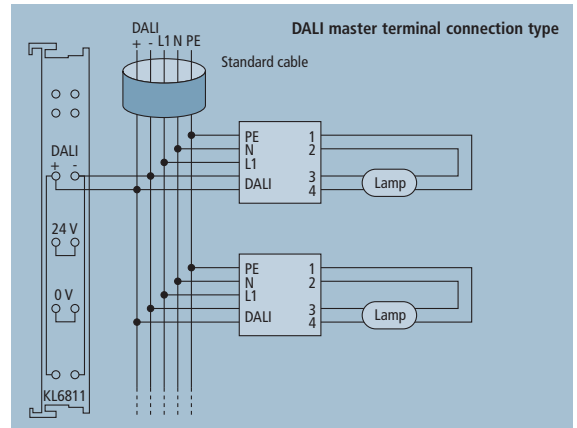 DALI master terminal connection type
DALI
+ - L1 N PE
Standard cable
DALI
+ -
24 V
0 V
KL6811
PE 1
N 2
L1
DALI 3
4
Lamp
PE 1
N 2
L1
DALI 3
4
Lamp